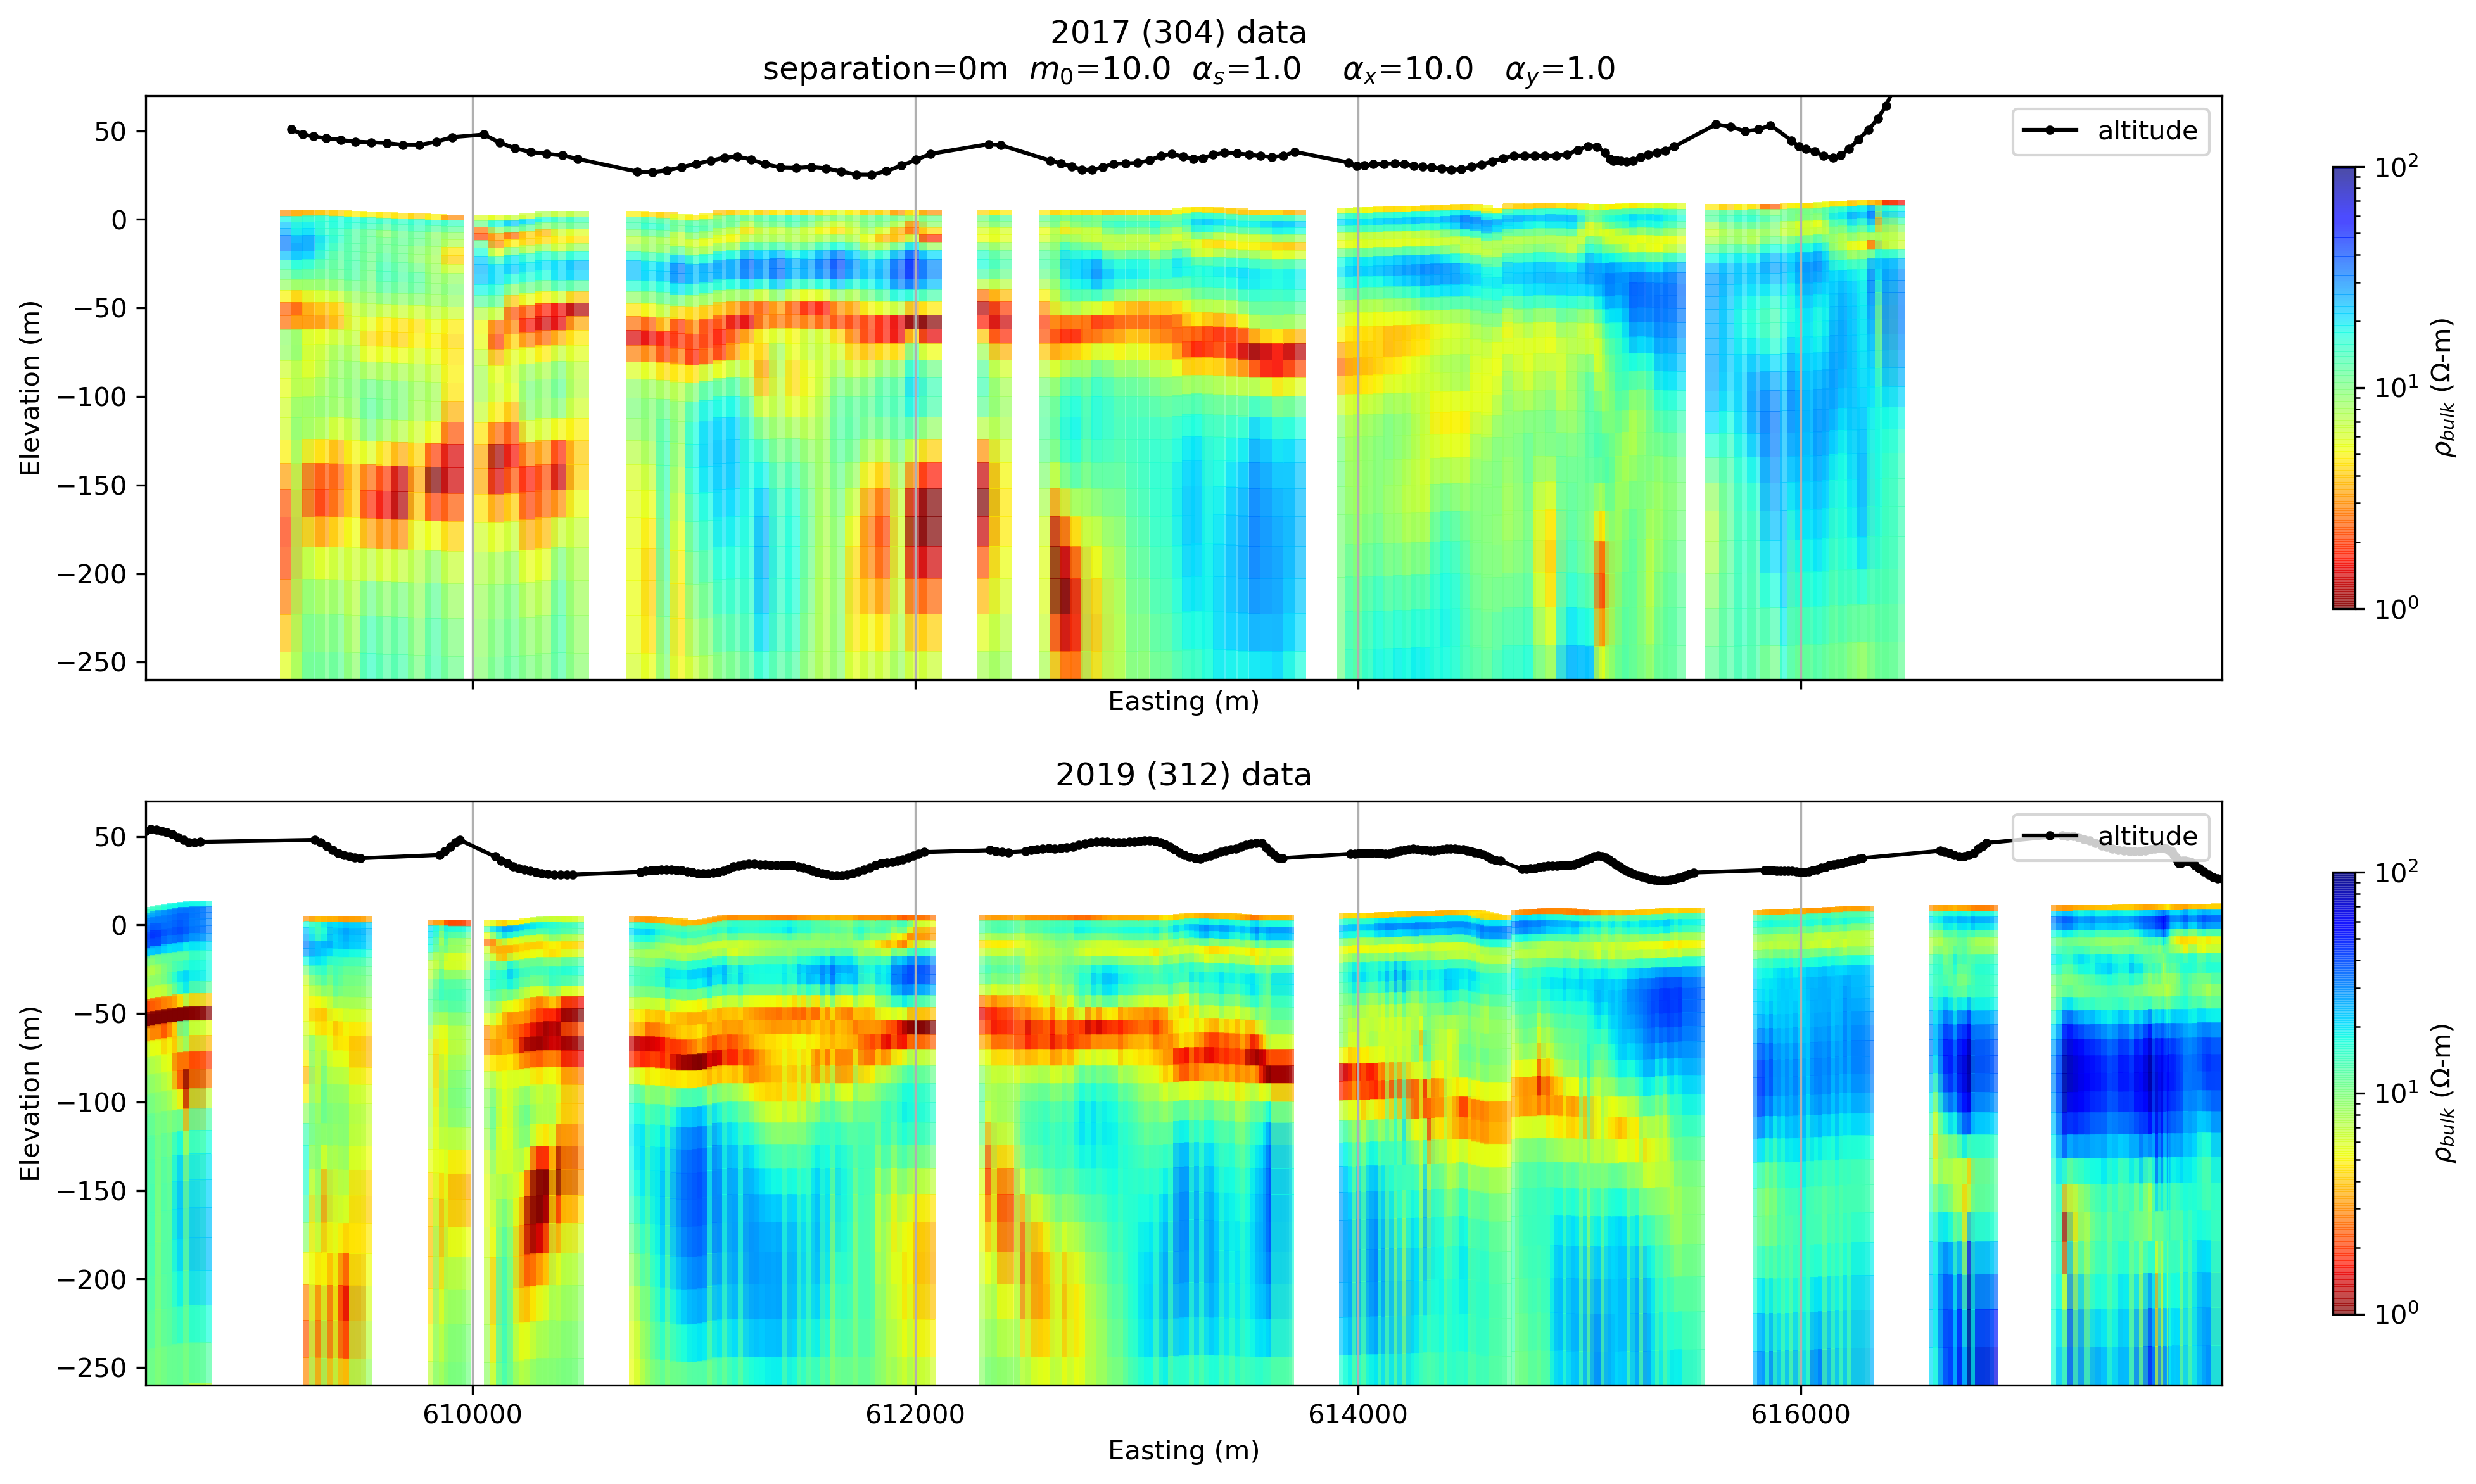 2017 (304) data
separation=0m m₀=10.0 αₛ=1.0 αₓ=10.0 α_y=1.0
altitude
50
0
−50
−100
−150
−200
−250
Elevation (m)
Easting (m)
10²
10¹
10⁰
ρ_bulk (Ω-m)
2019 (312) data
altitude
50
0
−50
−100
−150
−200
−250
Elevation (m)
610000 612000 614000 616000
Easting (m)
10²
10¹
10⁰
ρ_bulk (Ω-m)